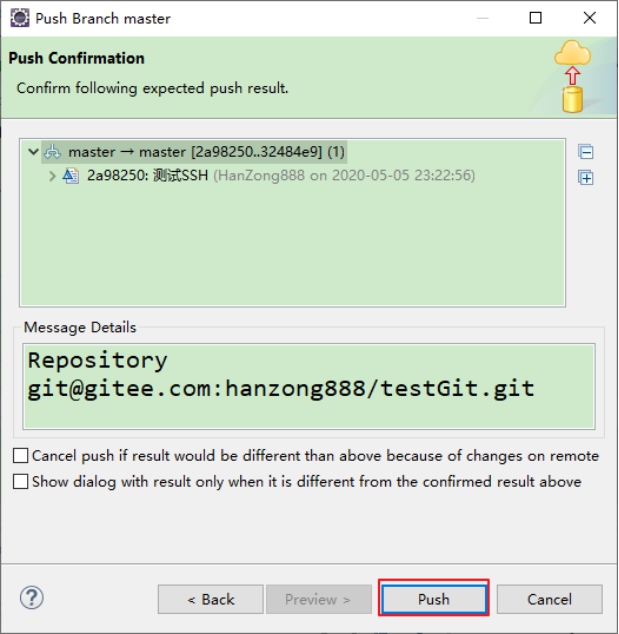 Push Branch master
Push Confirmation
Confirm following expected push result.
master → master [2a98250..32484e9] (1)
2a98250: 测试SSH (HanZong888 on 2020-05-05 23:22:56)
Message Details
Repository
git@gitee.com:hanzong888/testGit.git
Cancel push if result would be different than above because of changes on remote
Show dialog with result only when it is different from the confirmed result above
< Back
Preview >
Push
Cancel